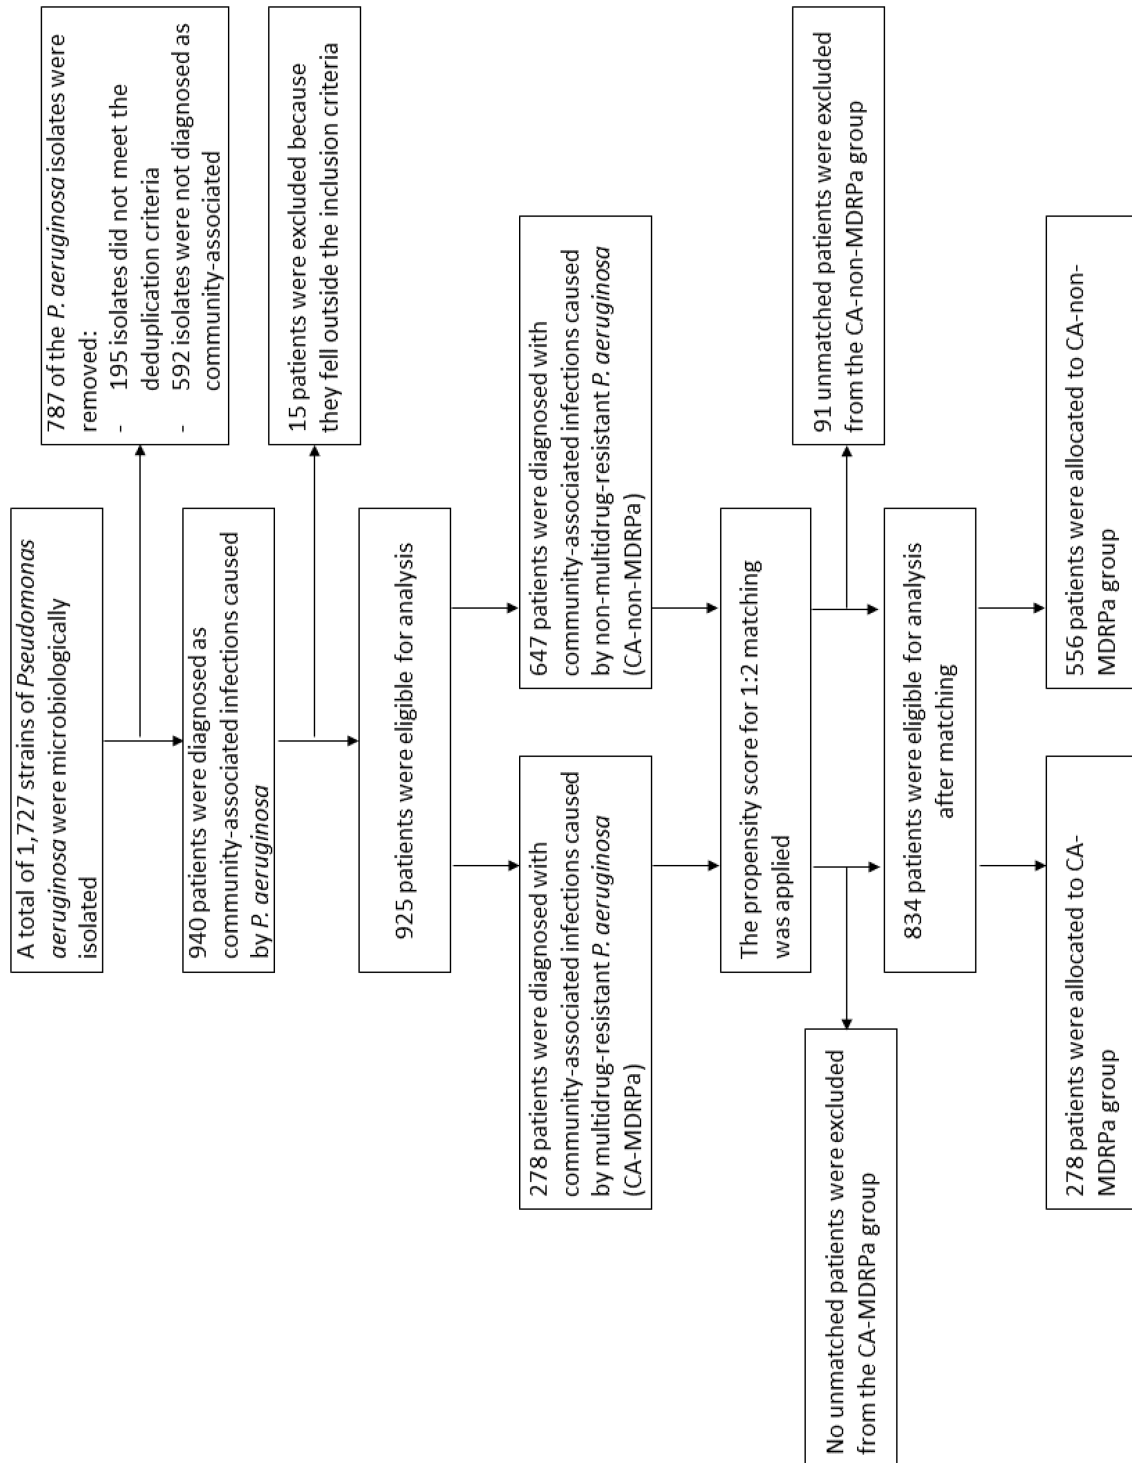 A total of 1,727 strains of Pseudomonas
aeruginosa were microbiologically
isolated
787 of the P. aeruginosa isolates were
removed:
- 195 isolates did not meet the
deduplication criteria
- 592 isolates were not diagnosed as
community-associated
940 patients were diagnosed as
community-associated infections caused
by P. aeruginosa
15 patients were excluded because
they fell outside the inclusion criteria
925 patients were eligible for analysis
278 patients were diagnosed with
community-associated infections caused
by multidrug-resistant P. aeruginosa
(CA-MDRPa)
647 patients were diagnosed with
community-associated infections caused
by non-multidrug-resistant P. aeruginosa
(CA-non-MDRPa)
The propensity score for 1:2 matching
was applied
No unmatched patients were excluded
from the CA-MDRPa group
91 unmatched patients were excluded
from the CA-non-MDRPa group
834 patients were eligible for analysis
after matching
278 patients were allocated to CA-
MDRPa group
556 patients were allocated to CA-non-
MDRPa group